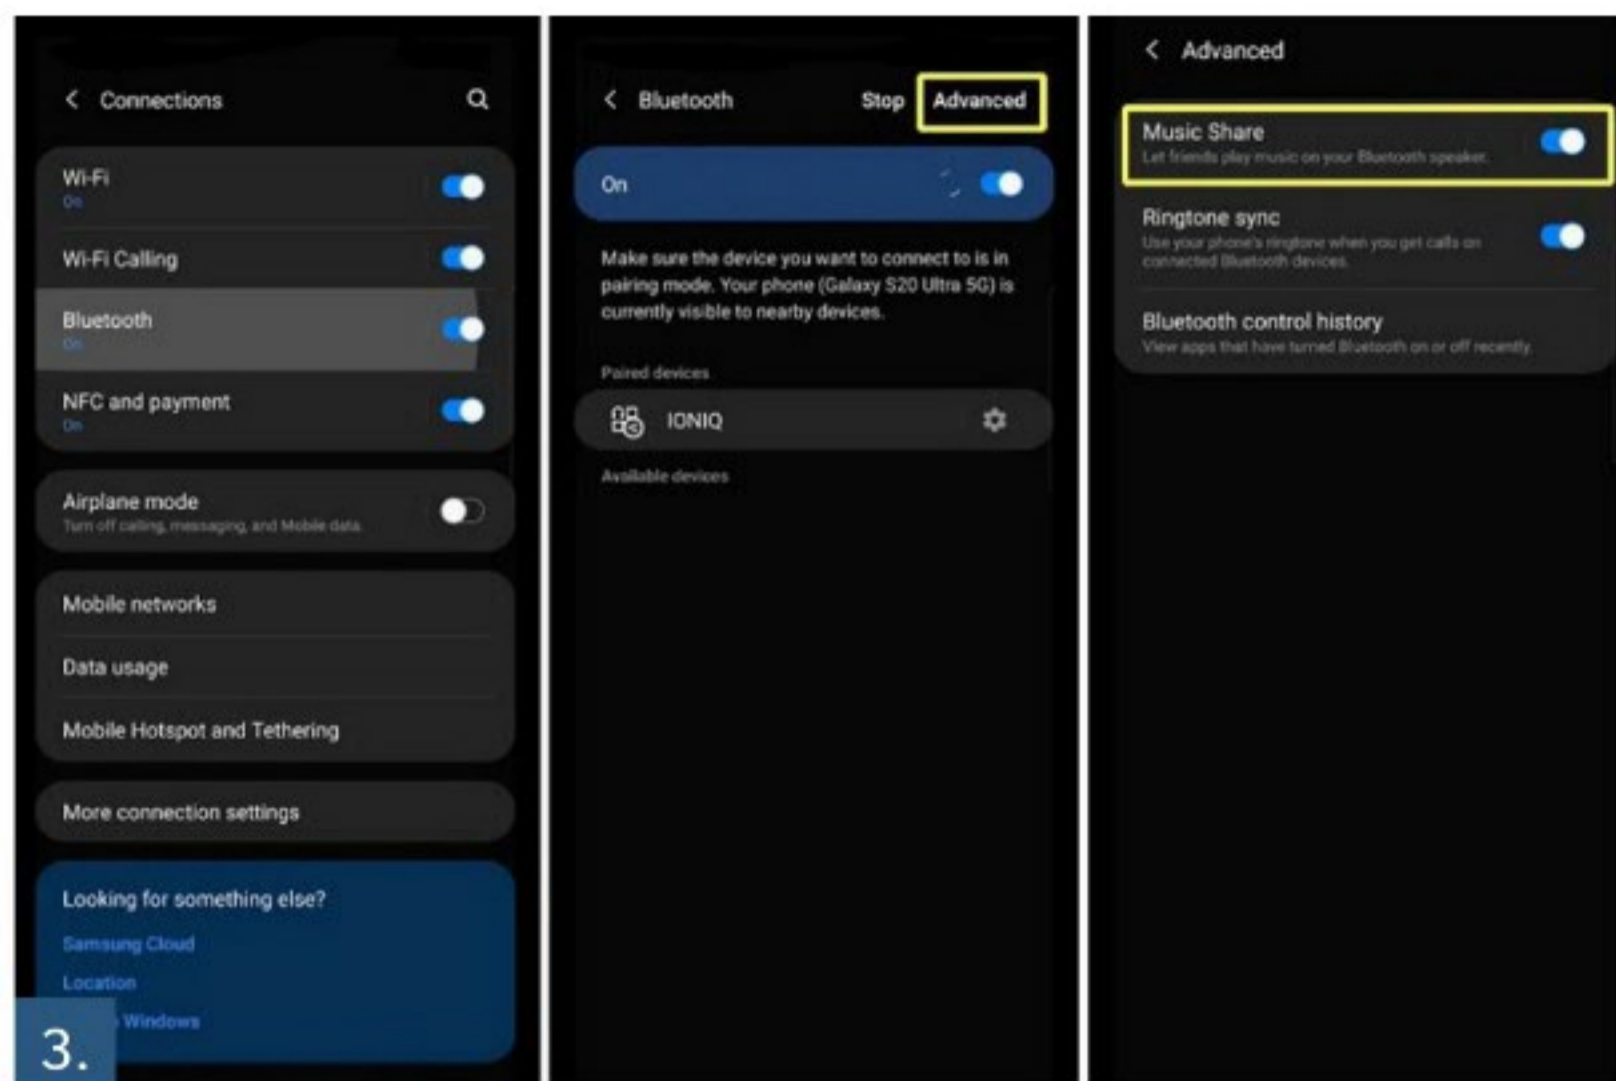 Connections
Wi-Fi
On
Wi-Fi Calling
Bluetooth
On
NFC and payment
On
Airplane mode
Turn off calling, messaging, and Mobile data.
Mobile networks
Data usage
Mobile Hotspot and Tethering
More connection settings
Looking for something else?
Samsung Cloud
Location
Windows
3.
Bluetooth Stop Advanced
On
Make sure the device you want to connect to is in
pairing mode. Your phone (Galaxy S20 Ultra 5G) is
currently visible to nearby devices.
Paired devices
IONIQ
Available devices
Advanced
Music Share
Let friends play music on your Bluetooth speaker.
Ringtone sync
Use your phone's ringtone when you get calls on
connected Bluetooth devices.
Bluetooth control history
View apps that have turned Bluetooth on or off recently.